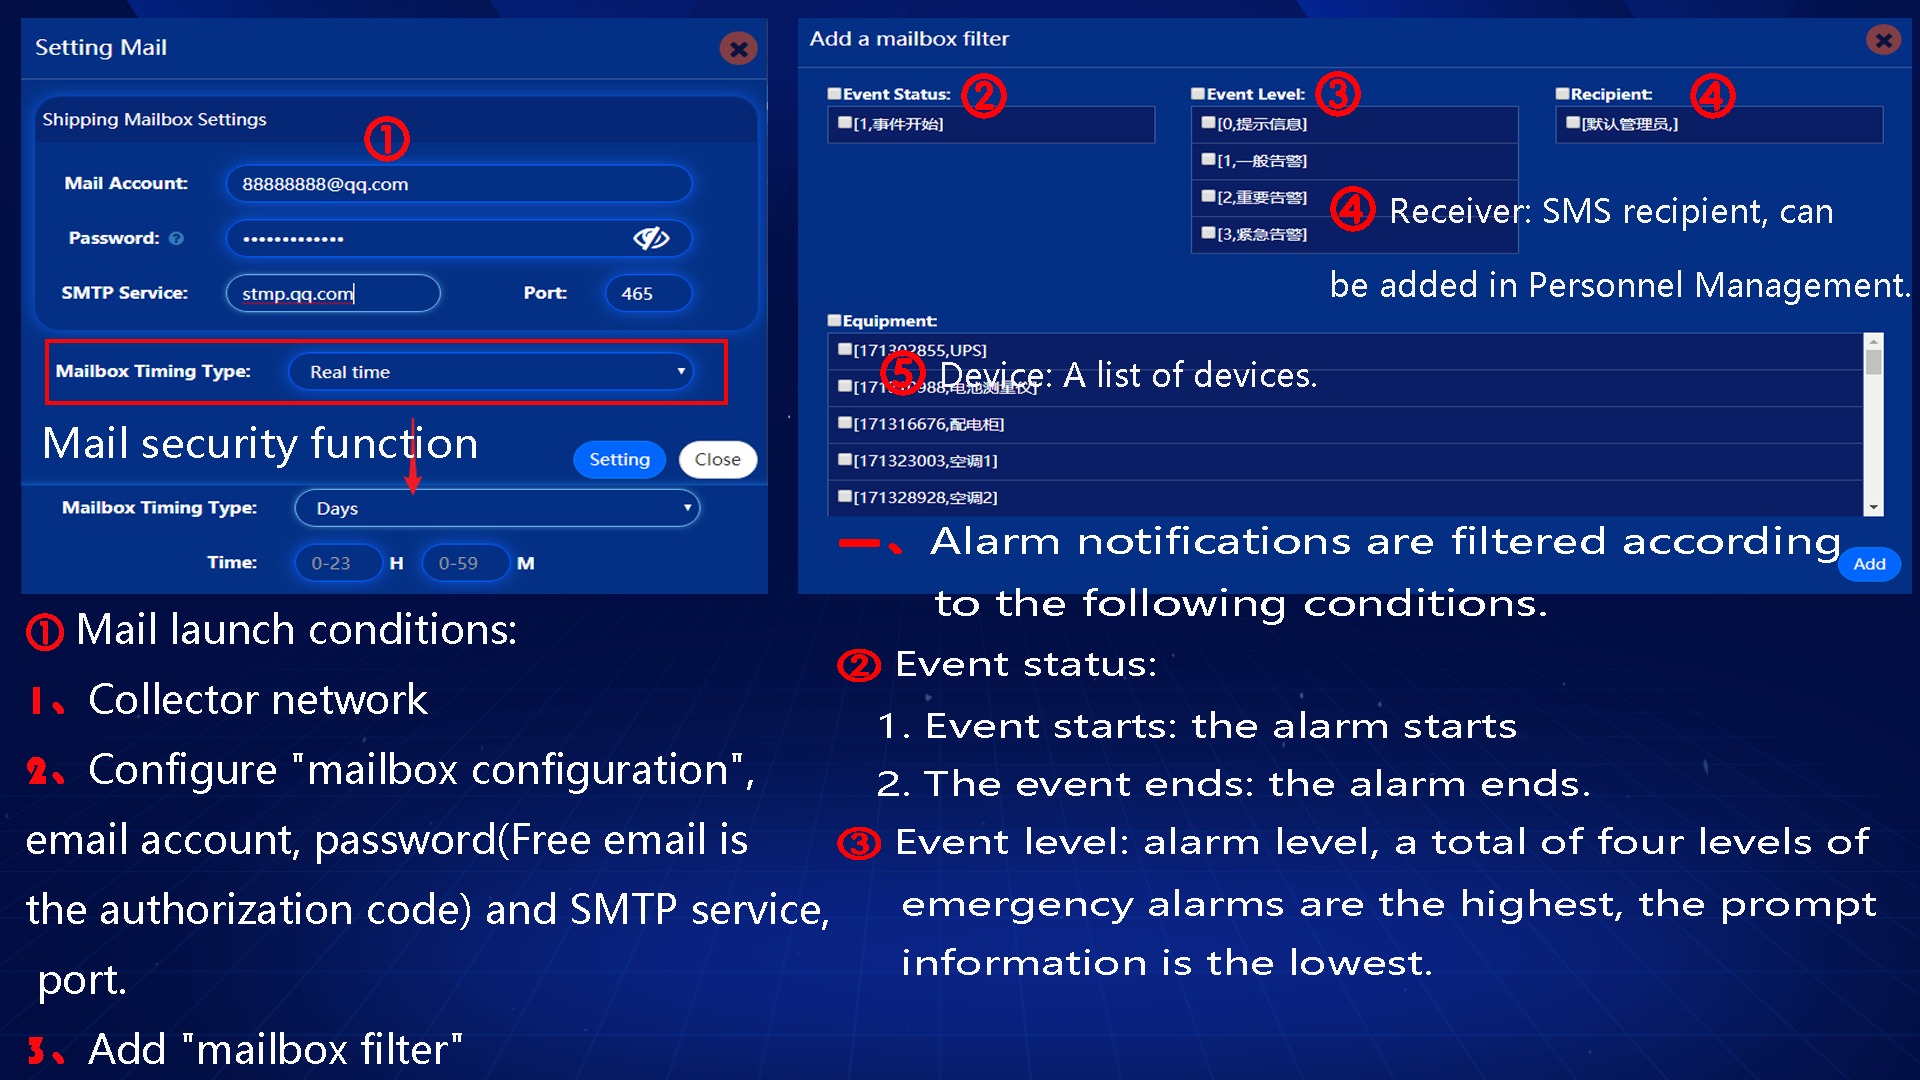 Setting Mail
Shipping Mailbox Settings
①
Mail Account: 88888888@qq.com
Password: ? •••••••••••••
SMTP Service: stmp.qq.com Port: 465
Mailbox Timing Type: Real time
Mail security function
Setting Close
Mailbox Timing Type: Days
Time: 0-23 H 0-59 M
① Mail launch conditions:
1、Collector network
2、Configure "mailbox configuration",
email account, password(Free email is
the authorization code) and SMTP service,
port.
3、Add "mailbox filter"
Add a mailbox filter
Event Status: ②
[1,事件开始]
Event Level: ③
[0,提示信息]
[1,一般告警]
[2,重要告警]
[3,紧急告警]
Recipient: ④
[默认管理员,]
④ Receiver: SMS recipient, can
be added in Personnel Management.
Equipment:
[171302855,UPS]
⑤ Device: A list of devices.
电池测量仪]
[171316676,配电柜]
[171323003,空调1]
[171328928,空调2]
一、Alarm notifications are filtered according
Add
to the following conditions.
② Event status:
1. Event starts: the alarm starts
2. The event ends: the alarm ends.
③ Event level: alarm level, a total of four levels of
emergency alarms are the highest, the prompt
information is the lowest.